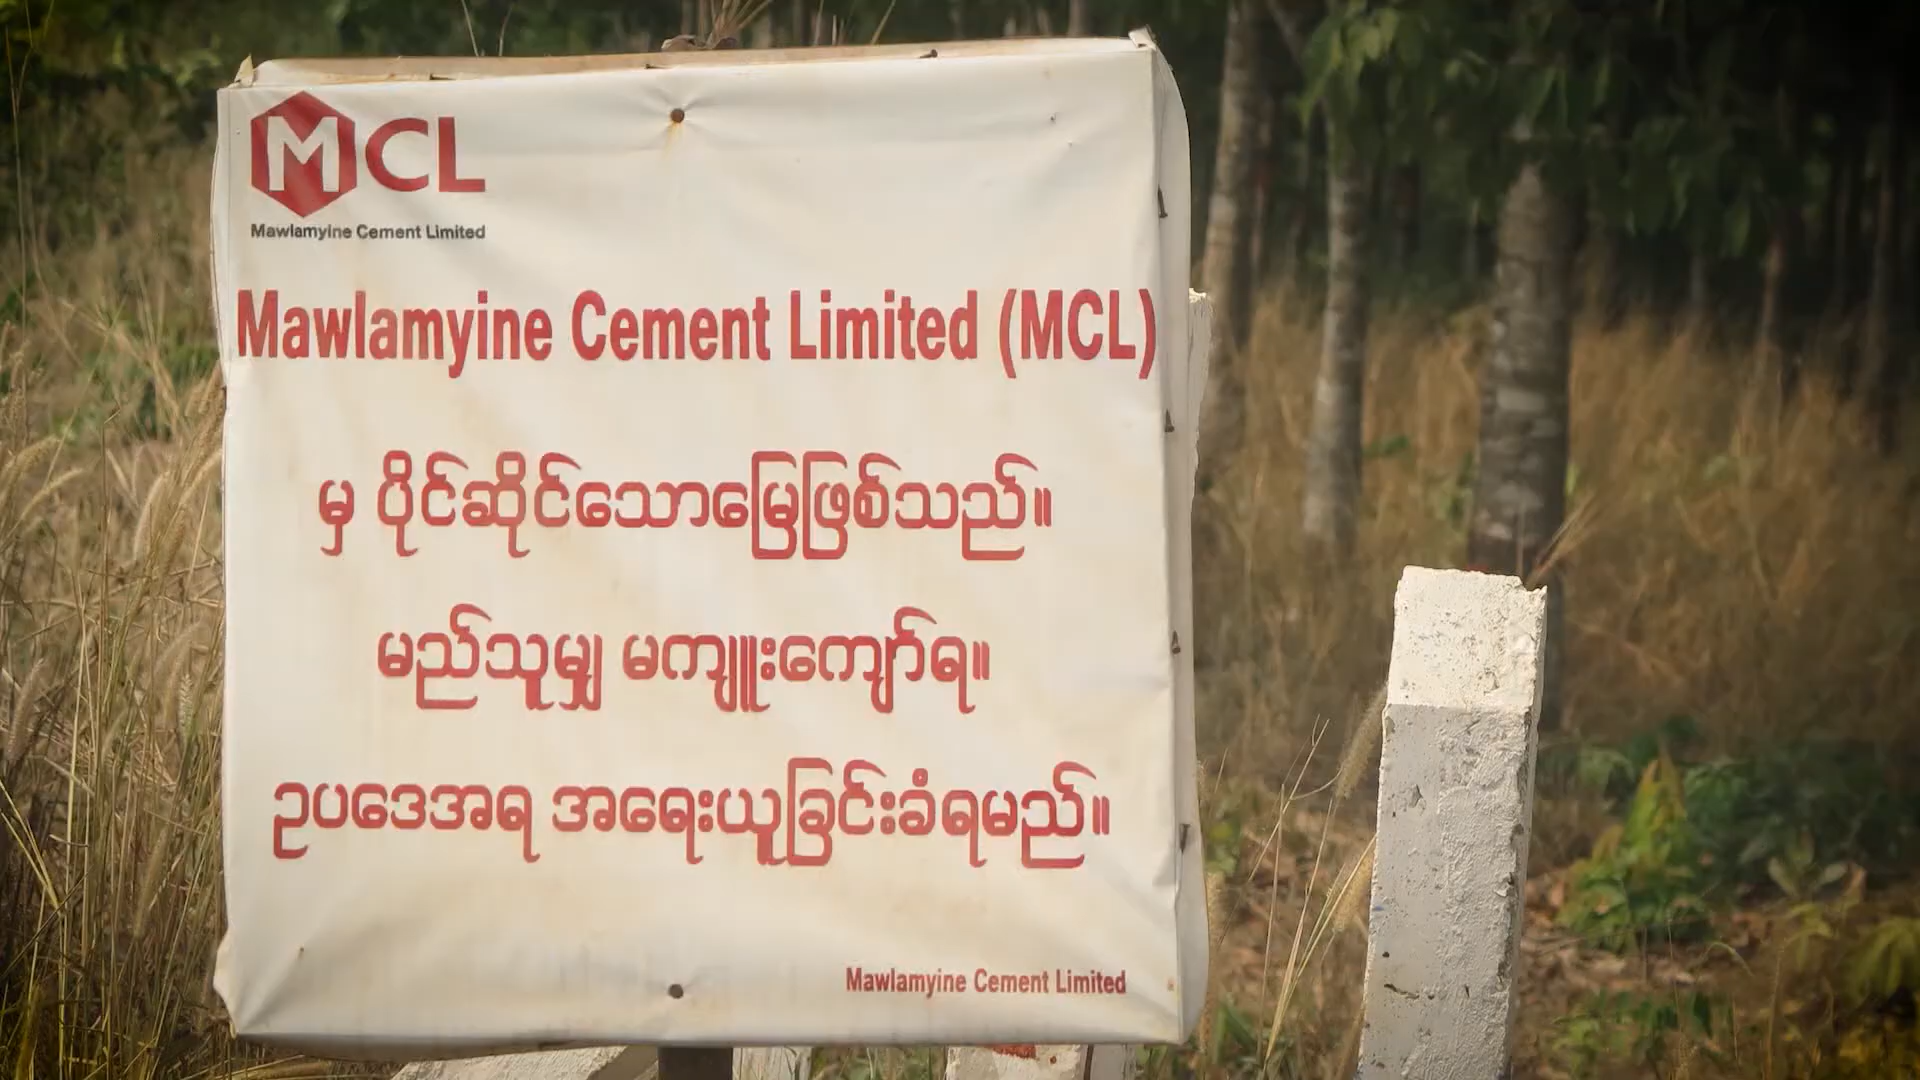 MCL
Mawlamyine Cement Limited
Mawlamyine Cement Limited (MCL)
မှ ပိုင်ဆိုင်သောမြေဖြစ်သည်။
မည်သူမျှ မကျူးကျော်ရ။
ဥပဒေအရ အရေးယူခြင်းခံရမည်။
Mawlamyine Cement Limited